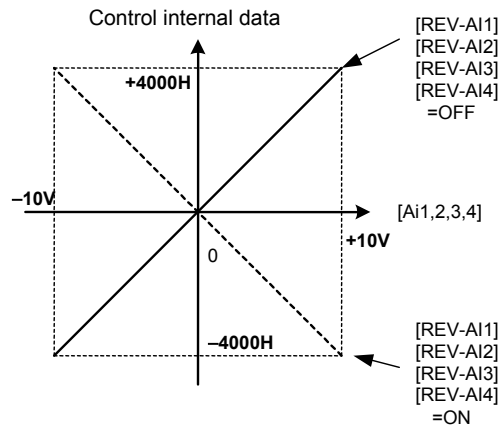 Control internal data
[REV-AI1]
[REV-AI2]
[REV-AI3]
[REV-AI4]
=OFF
+4000H
–10V
[Ai1,2,3,4]
+10V
0
–4000H
[REV-AI1]
[REV-AI2]
[REV-AI3]
[REV-AI4]
=ON